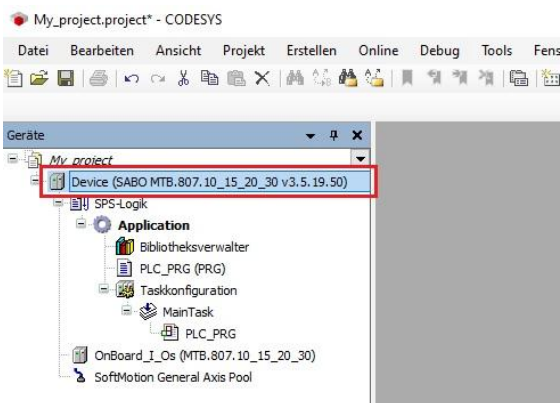 My_project.project* - CODESYS
Datei Bearbeiten Ansicht Projekt Erstellen Online Debug Tools Fens
Geräte
My_project
Device (SABO MTB.807.10_15_20_30 v3.5.19.50)
SPS-Logik
Application
Bibliotheksverwalter
PLC_PRG (PRG)
Taskkonfiguration
MainTask
PLC_PRG
OnBoard_I_Os (MTB.807.10_15_20_30)
SoftMotion General Axis Pool